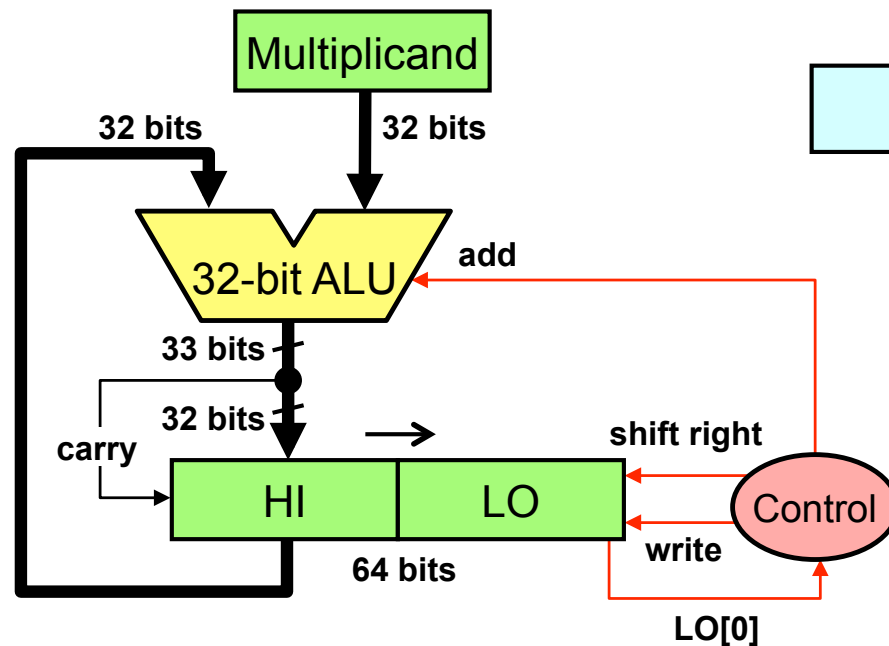 Multiplicand
32 bits
32 bits
32-bit ALU
add
33 bits
32 bits
carry
shift right
HI
LO
Control
write
64 bits
LO[0]